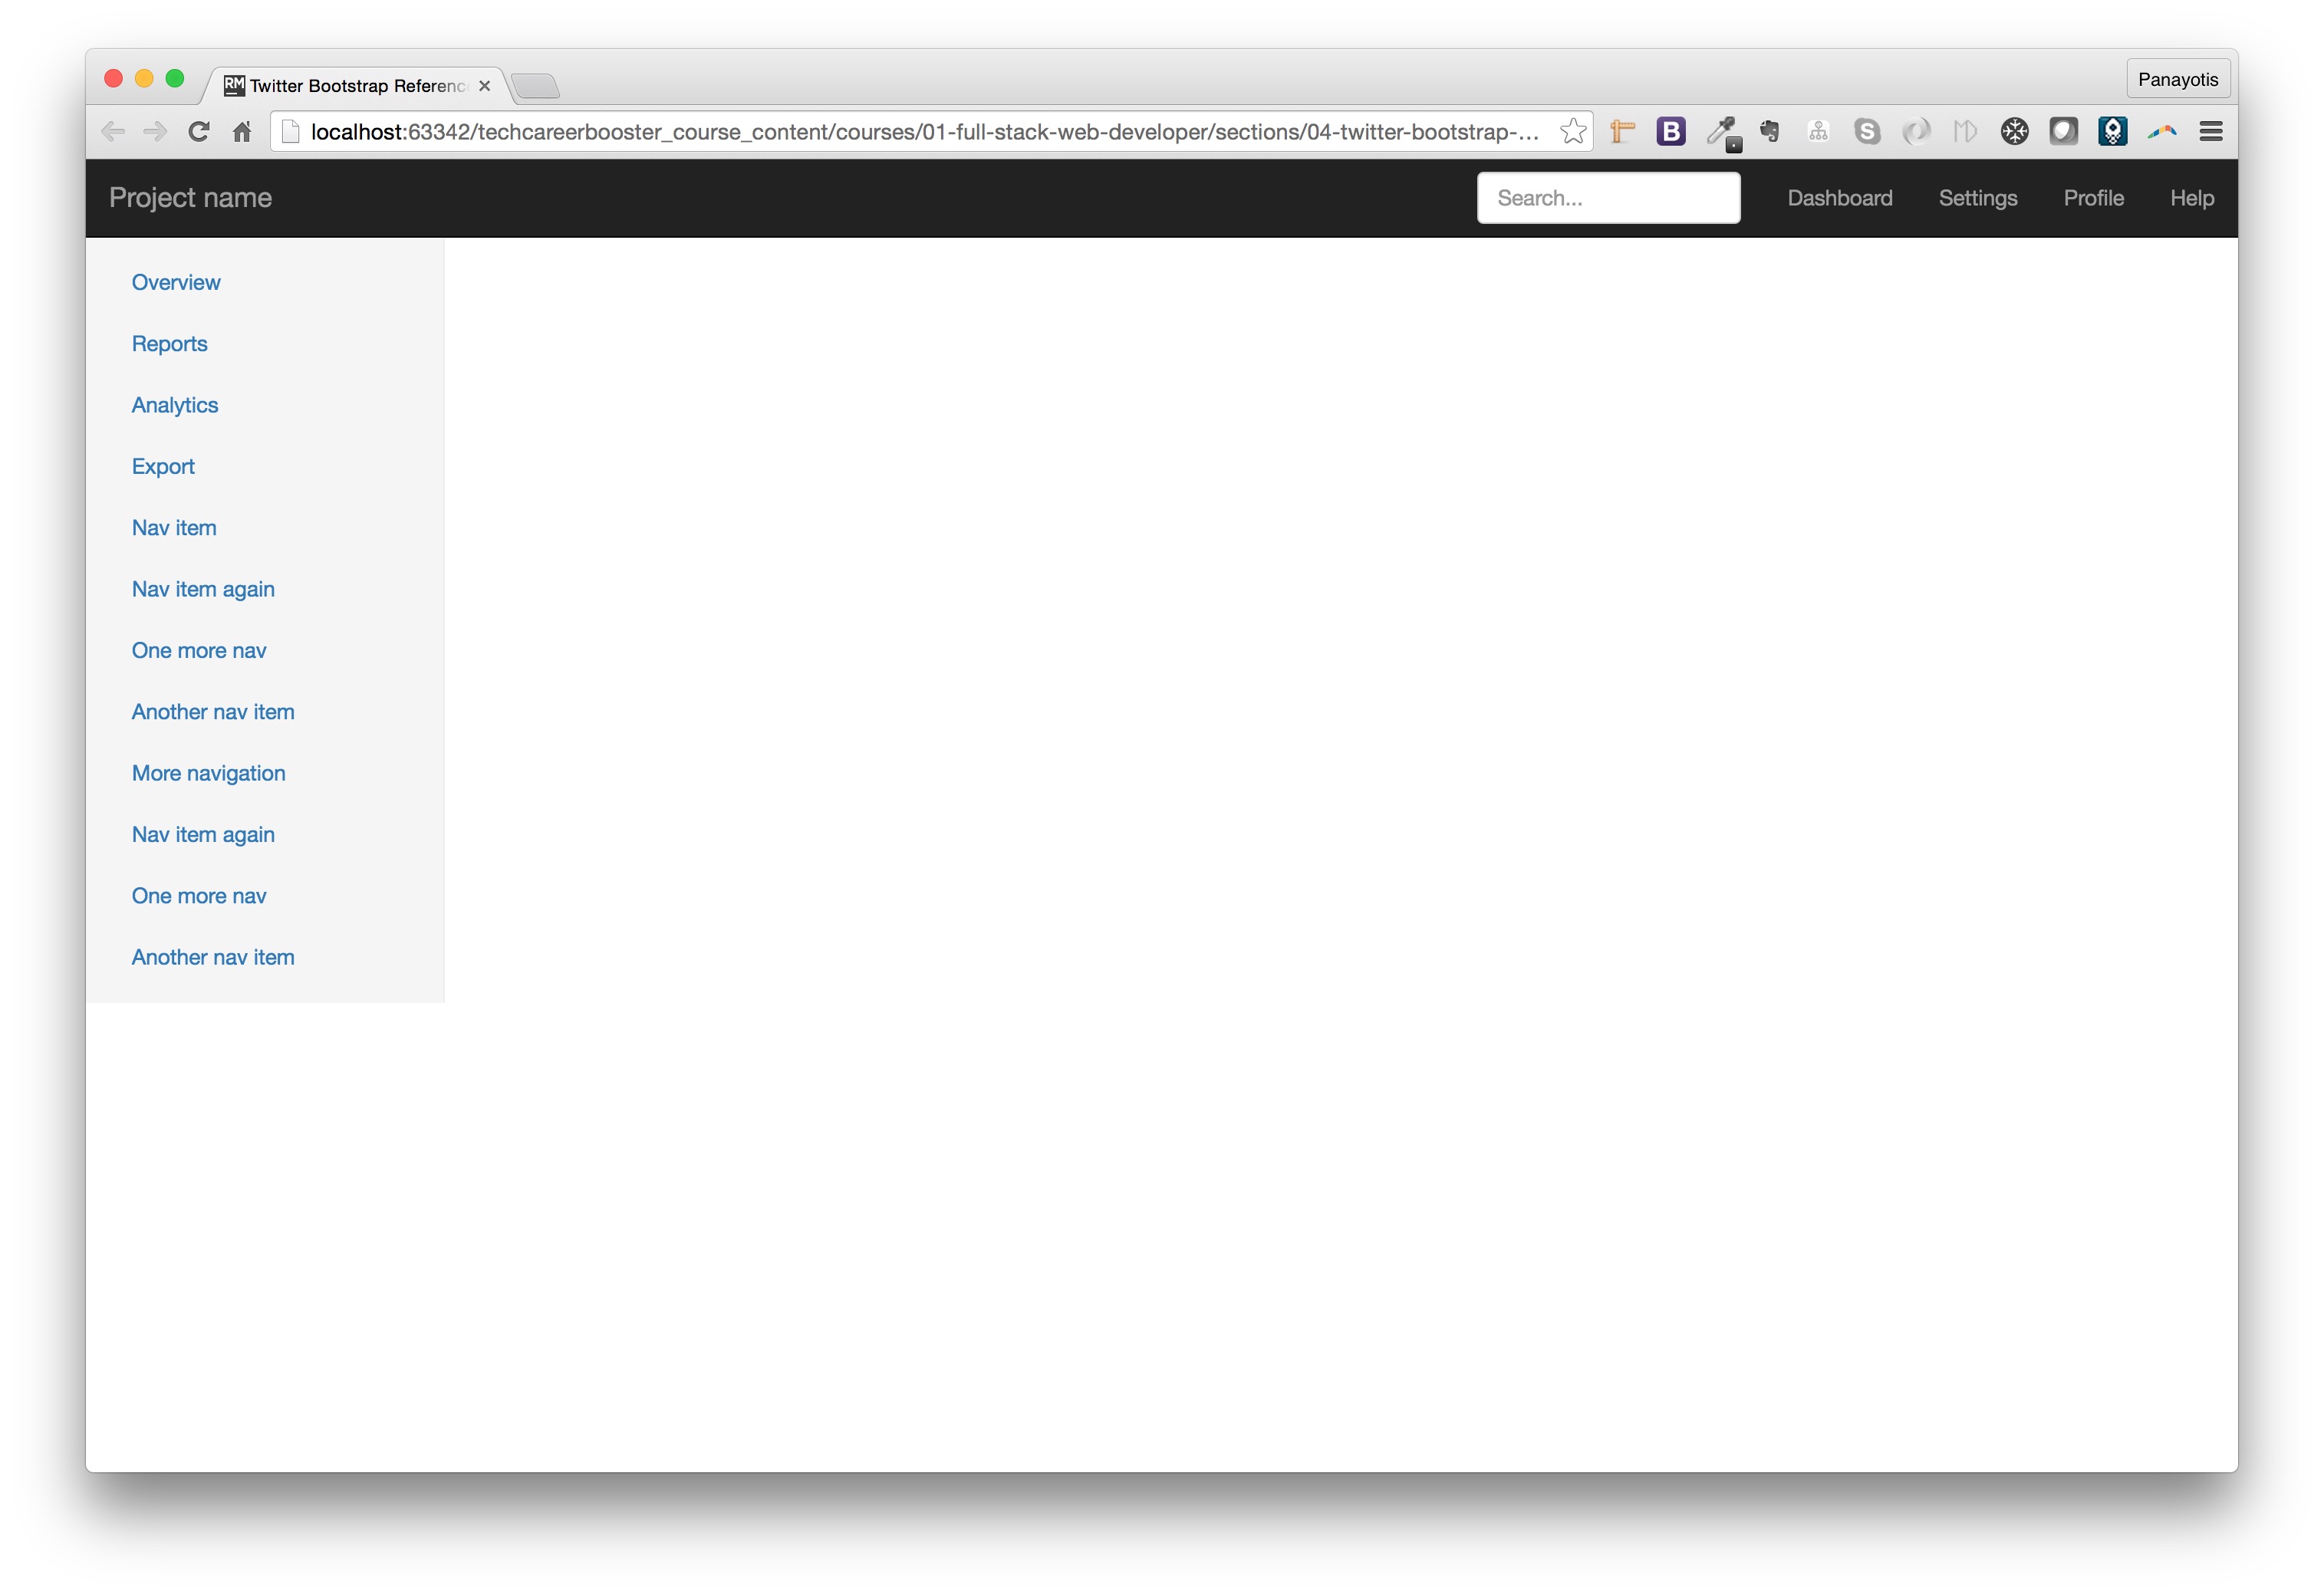 RM Twitter Bootstrap Referenc
Panayotis
localhost:63342/techcareerbooster_course_content/courses/01-full-stack-web-developer/sections/04-twitter-bootstrap-...
B
S
Project name
Search...
Dashboard
Settings
Profile
Help
Overview
Reports
Analytics
Export
Nav item
Nav item again
One more nav
Another nav item
More navigation
Nav item again
One more nav
Another nav item